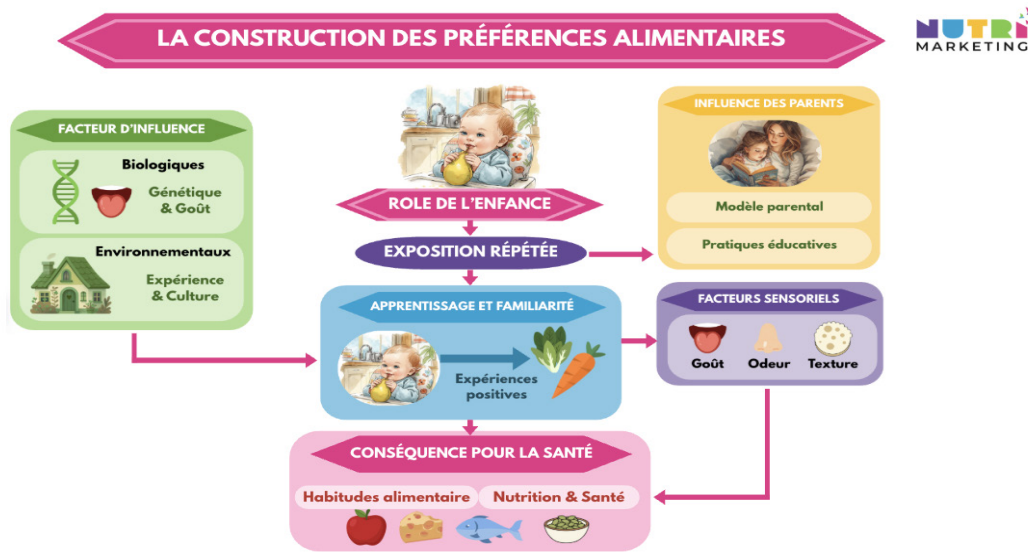 LA CONSTRUCTION DES PRÉFÉRENCES ALIMENTAIRES
NUTRI
MARKETING
FACTEUR D'INFLUENCE
Biologiques
Génétique
& Goût
Environnementaux
Expérience
& Culture
ROLE DE L'ENFANCE
EXPOSITION RÉPÉTÉE
INFLUENCE DES PARENTS
Modèle parental
Pratiques éducatives
APPRENTISSAGE ET FAMILIARITÉ
Expériences
positives
FACTEURS SENSORIELS
Goût Odeur Texture
CONSÉQUENCE POUR LA SANTÉ
Habitudes alimentaire Nutrition & Santé